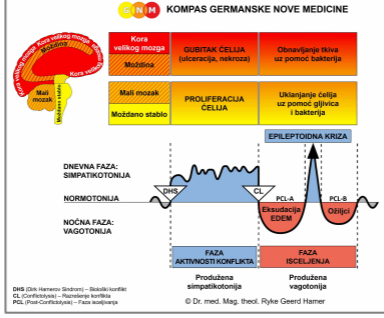 GNM KOMPAS GERMANSKE NOVE MEDICINE
Kora velikog mozga
Kora velikog mozga
Kora velikog mozga
Moždina
Mali
mozak
Moždano stablo
Kora
velikog mozga
Moždina
GUBITAK ĆELIJA
(ulceracija, nekroza)
Obnavljanje tkiva
uz pomoć bakterija
Mali mozak
Moždano stablo
PROLIFERACIJA
ĆELIJA
Uklanjanje ćelija
uz pomoć gljivica
i bakterija
EPILEPTOIDNA KRIZA
DNEVNA FAZA:
SIMPATIKOTONIJA
NORMOTONIJA
NOĆNA FAZA:
VAGOTONIJA
DHS
CL
PCL-A
Eksudacija
EDEM
PCL-B
Ožiljci
FAZA
AKTIVNOSTI KONFLIKTA
FAZA
ISCELJENJA
Produžena
simpatikotonija
Produžena
vagotonija
DHS (Dirk Hamerov Sindrom) – Biološki konflikt
CL (Conflictolysis) – Razrešenje konflikta
PCL (Post-Conflictolysis) – Faza isceljivanja
© Dr. med. Mag. theol. Ryke Geerd Hamer